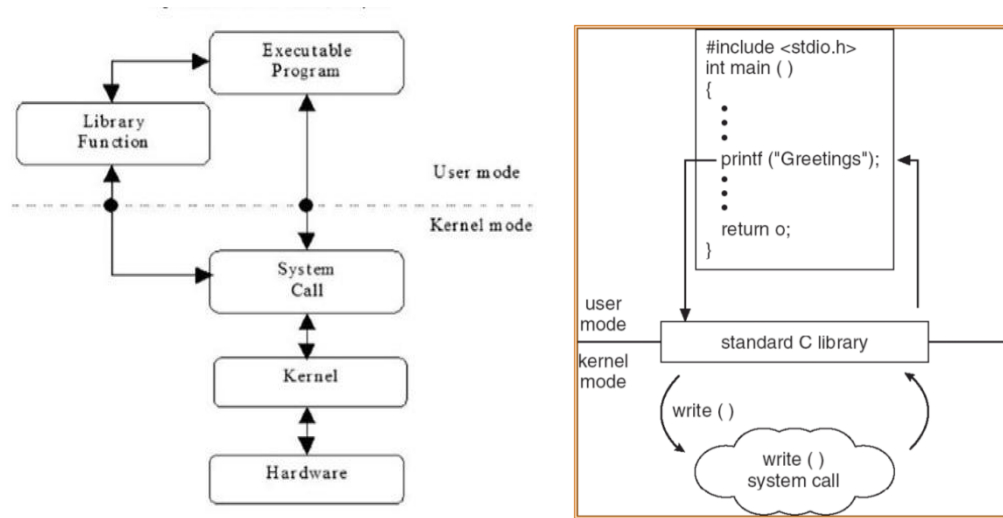 Executable
Program
Library
Function
User mode
Kernel mode
System
Call
Kernel
Hardware
#include <stdio.h>
int main ( )
{
•
•
•
printf ("Greetings");
•
•
•
return o;
}
user
mode
standard C library
kernel
mode
write ( )
write ( )
system call